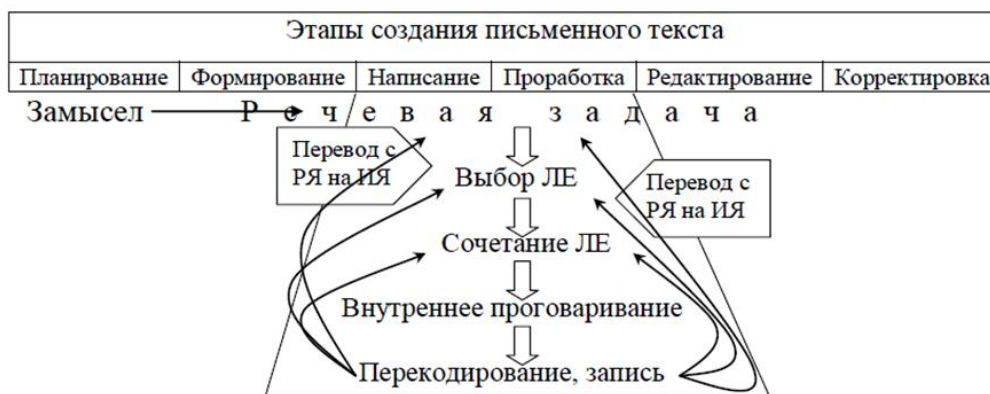 Этапы создания письменного текста
Планирование Формирование Написание Проработка Редактирование Корректировка
Замысел Речевая задача
Перевод с
РЯ на ИЯ
Выбор ЛЕ
Перевод с
РЯ на ИЯ
Сочетание ЛЕ
Внутреннее проговаривание
Перекодирование, запись